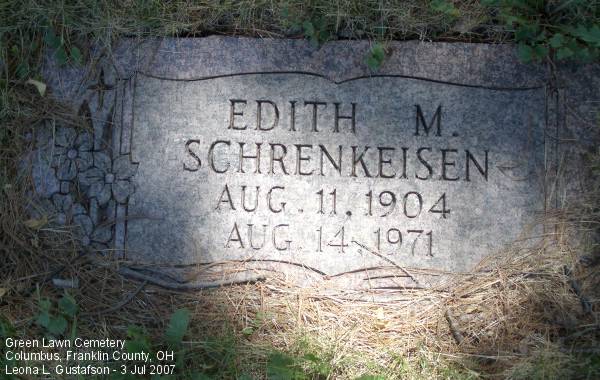 EDITH M.
SCHRENKEISEN
AUG. 11, 1904
AUG. 14, 1971
Green Lawn Cemetery
Columbus, Franklin County, OH
Leona L. Gustafson - 3 Jul 2007